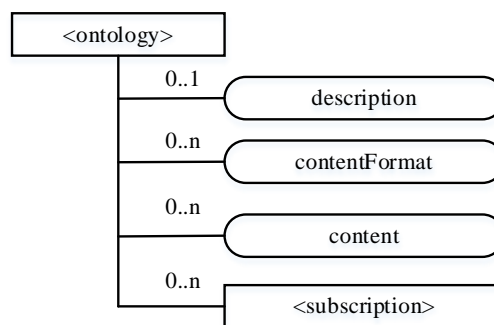 <ontology>
0..1
description
0..n
contentFormat
0..n
content
0..n
<subscription>